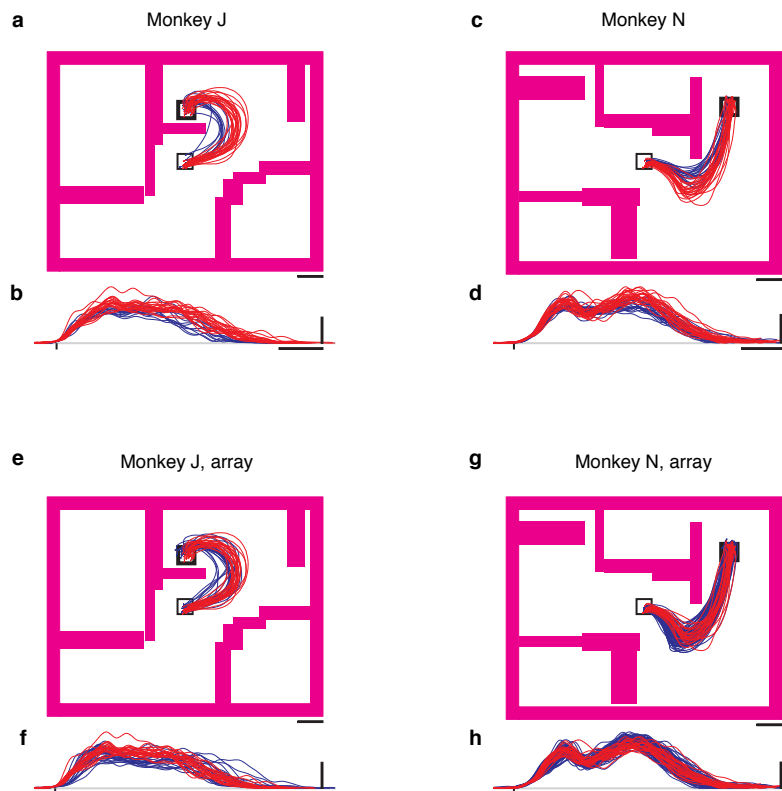 a Monkey J
c Monkey N
b
d
e Monkey J, array
g Monkey N, array
f
h